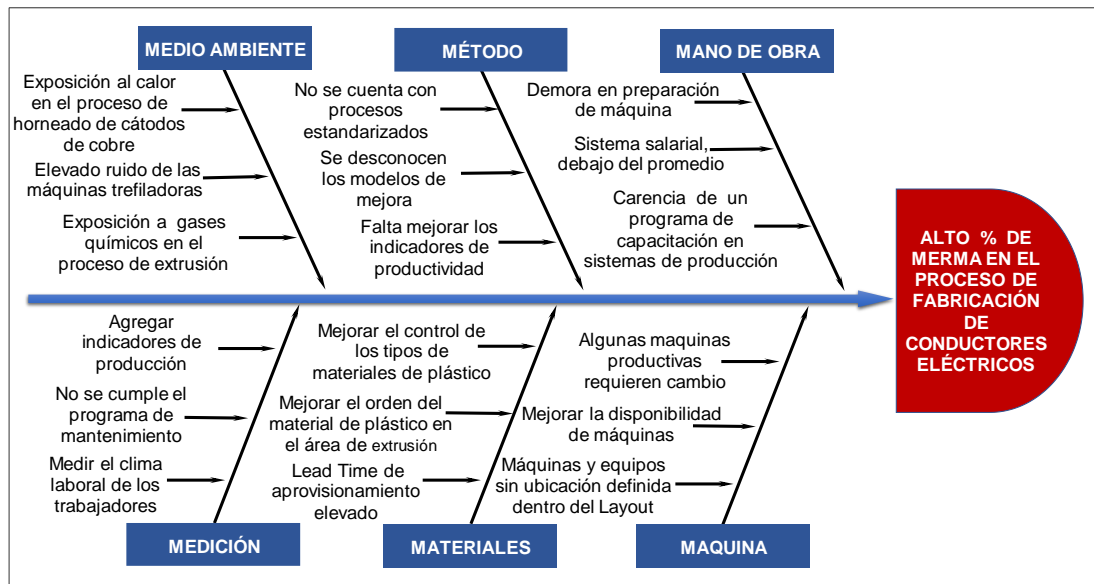 MEDIO AMBIENTE
Exposición al calor
en el proceso de
horneado de cátodos
de cobre
Elevado ruido de las
máquinas trefiladoras
Exposición a gases
químicos en el
proceso de extrusión
MÉTODO
No se cuenta con
procesos
estandarizados
Se desconocen
los modelos de
mejora
Falta mejorar los
indicadores de
productividad
MANO DE OBRA
Demora en preparación
de máquina
Sistema salarial,
debajo del promedio
Carencia de un
programa de
capacitación en
sistemas de producción
ALTO % DE
MERMA EN EL
PROCESO DE
FABRICACIÓN
DE
CONDUCTORES
ELÉCTRICOS
Agregar
indicadores de
producción
No se cumple el
programa de
mantenimiento
Medir el clima
laboral de los
trabajadores
MEDICIÓN
Mejorar el control de
los tipos de
materiales de plástico
Mejorar el orden del
material de plástico en
el área de extrusión
Lead Time de
aprovisionamiento
elevado
MATERIALES
Algunas maquinas
productivas
requieren cambio
Mejorar la disponibilidad
de máquinas
Máquinas y equipos
sin ubicación definida
dentro del Layout
MAQUINA